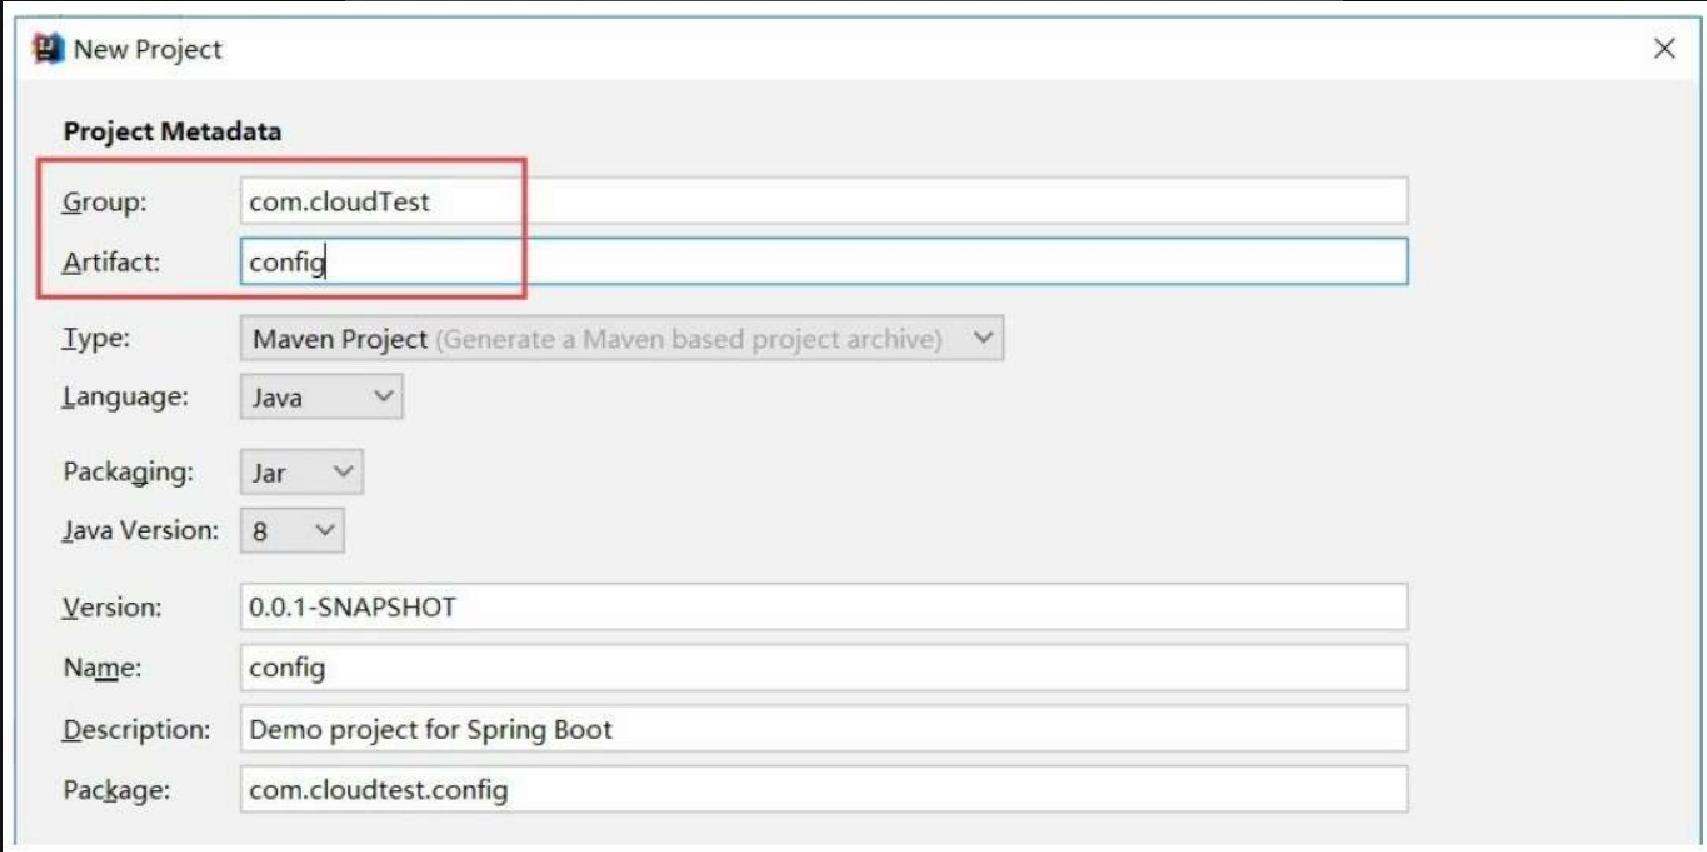 New Project
Project Metadata
Group: com.cloudTest
Artifact: config
Type: Maven Project (Generate a Maven based project archive)
Language: Java
Packaging: Jar
Java Version: 8
Version: 0.0.1-SNAPSHOT
Name: config
Description: Demo project for Spring Boot
Package: com.cloudtest.config